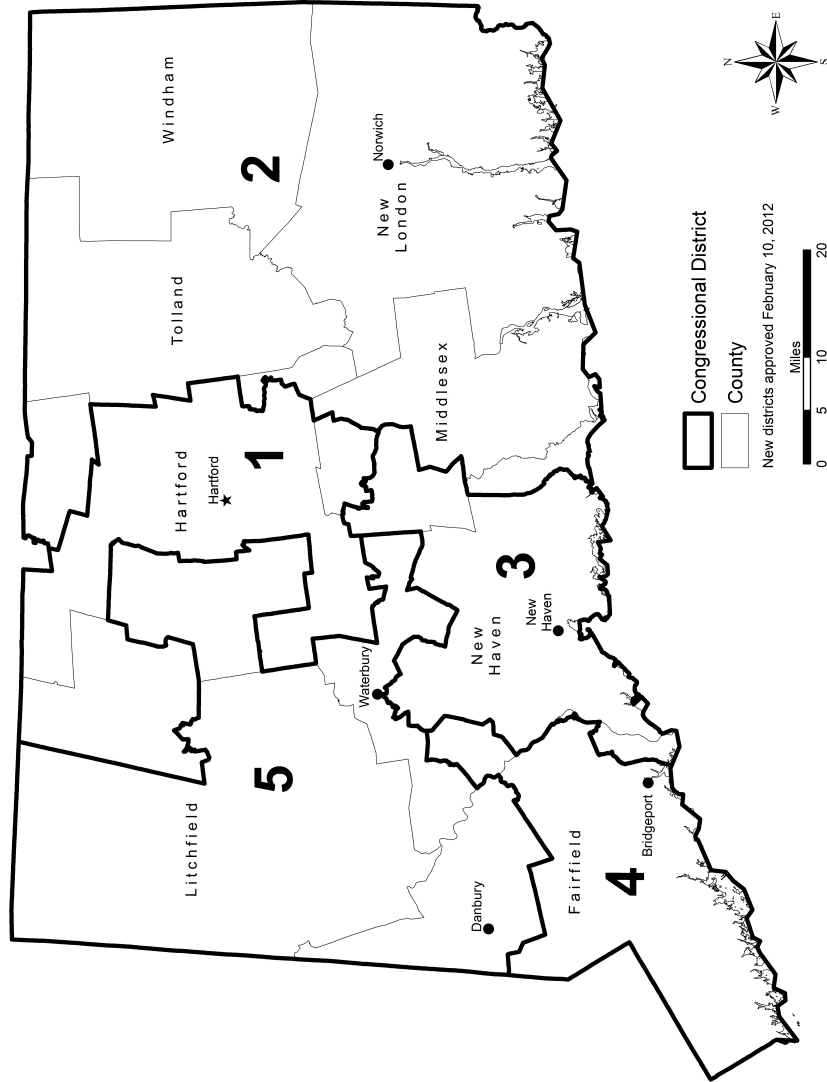 Litchfield
Hartford
Hartford
Tolland
Windham
5
1
2
Waterbury
Danbury
Middlesex
New
London
Norwich
New
Haven
3
New
Haven
Fairfield
4
Bridgeport
Congressional District
County
New districts approved February 10, 2012
Miles
0 5 10 20
N
W E
S